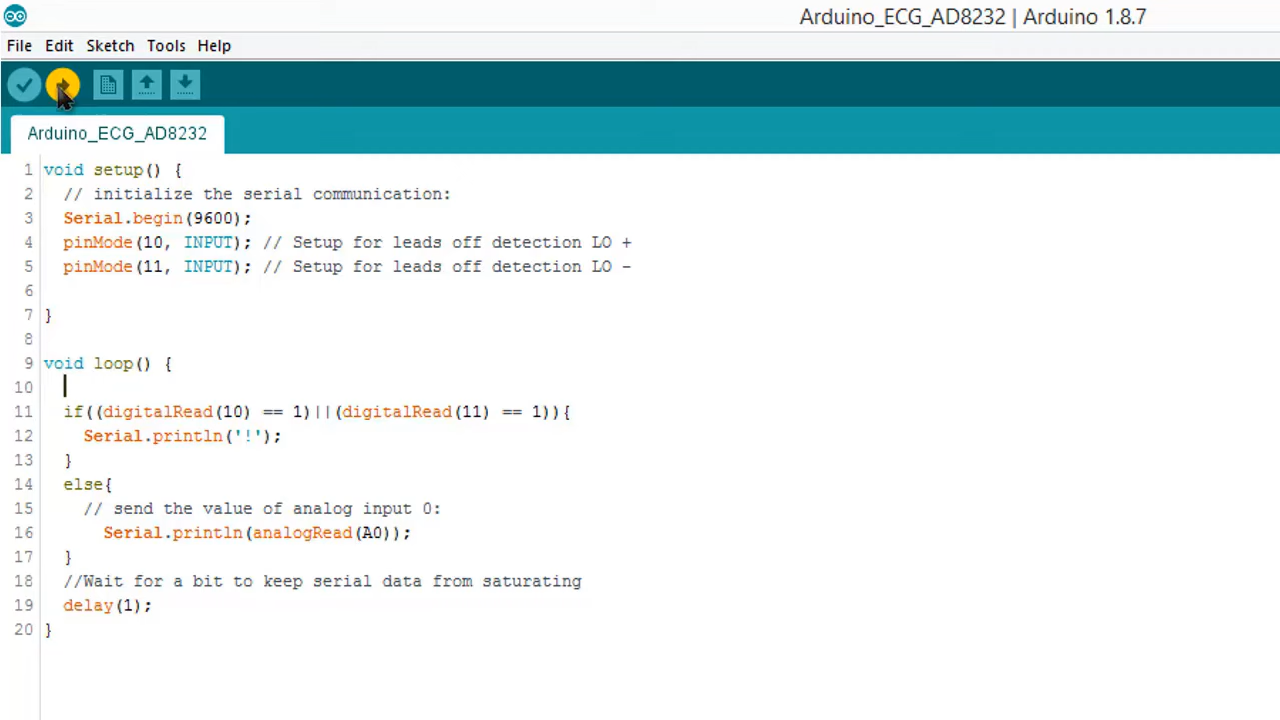 Arduino_ECG_AD8232 | Arduino 1.8.7
File Edit Sketch Tools Help
Arduino_ECG_AD8232
1 void setup() {
2   // initialize the serial communication:
3   Serial.begin(9600);
4   pinMode(10, INPUT); // Setup for leads off detection LO +
5   pinMode(11, INPUT); // Setup for leads off detection LO -
6
7 }
8
9 void loop() {
10
11   if((digitalRead(10) == 1)||(digitalRead(11) == 1)){
12     Serial.println('!');
13   }
14   else{
15     // send the value of analog input 0:
16       Serial.println(analogRead(A0));
17   }
18   //Wait for a bit to keep serial data from saturating
19   delay(1);
20 }